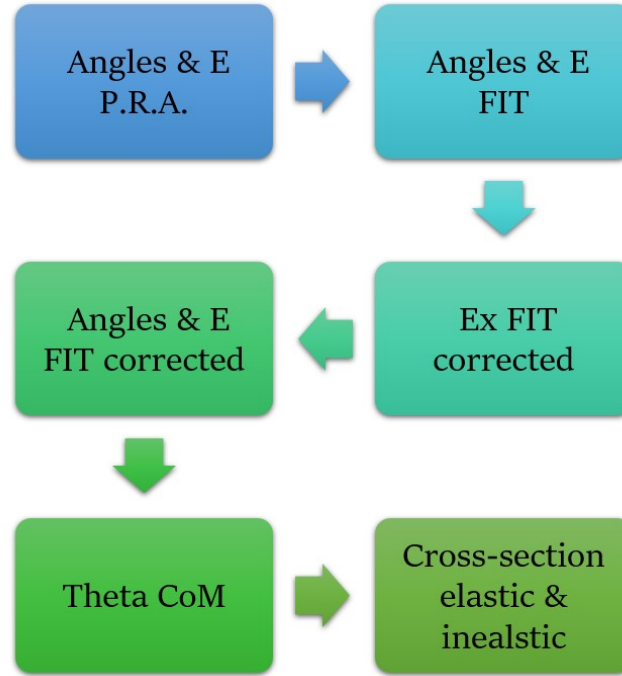 Angles & E
P.R.A.
Angles & E
FIT
Ex FIT
corrected
Angles & E
FIT corrected
Theta CoM
Cross-section
elastic &
inealstic